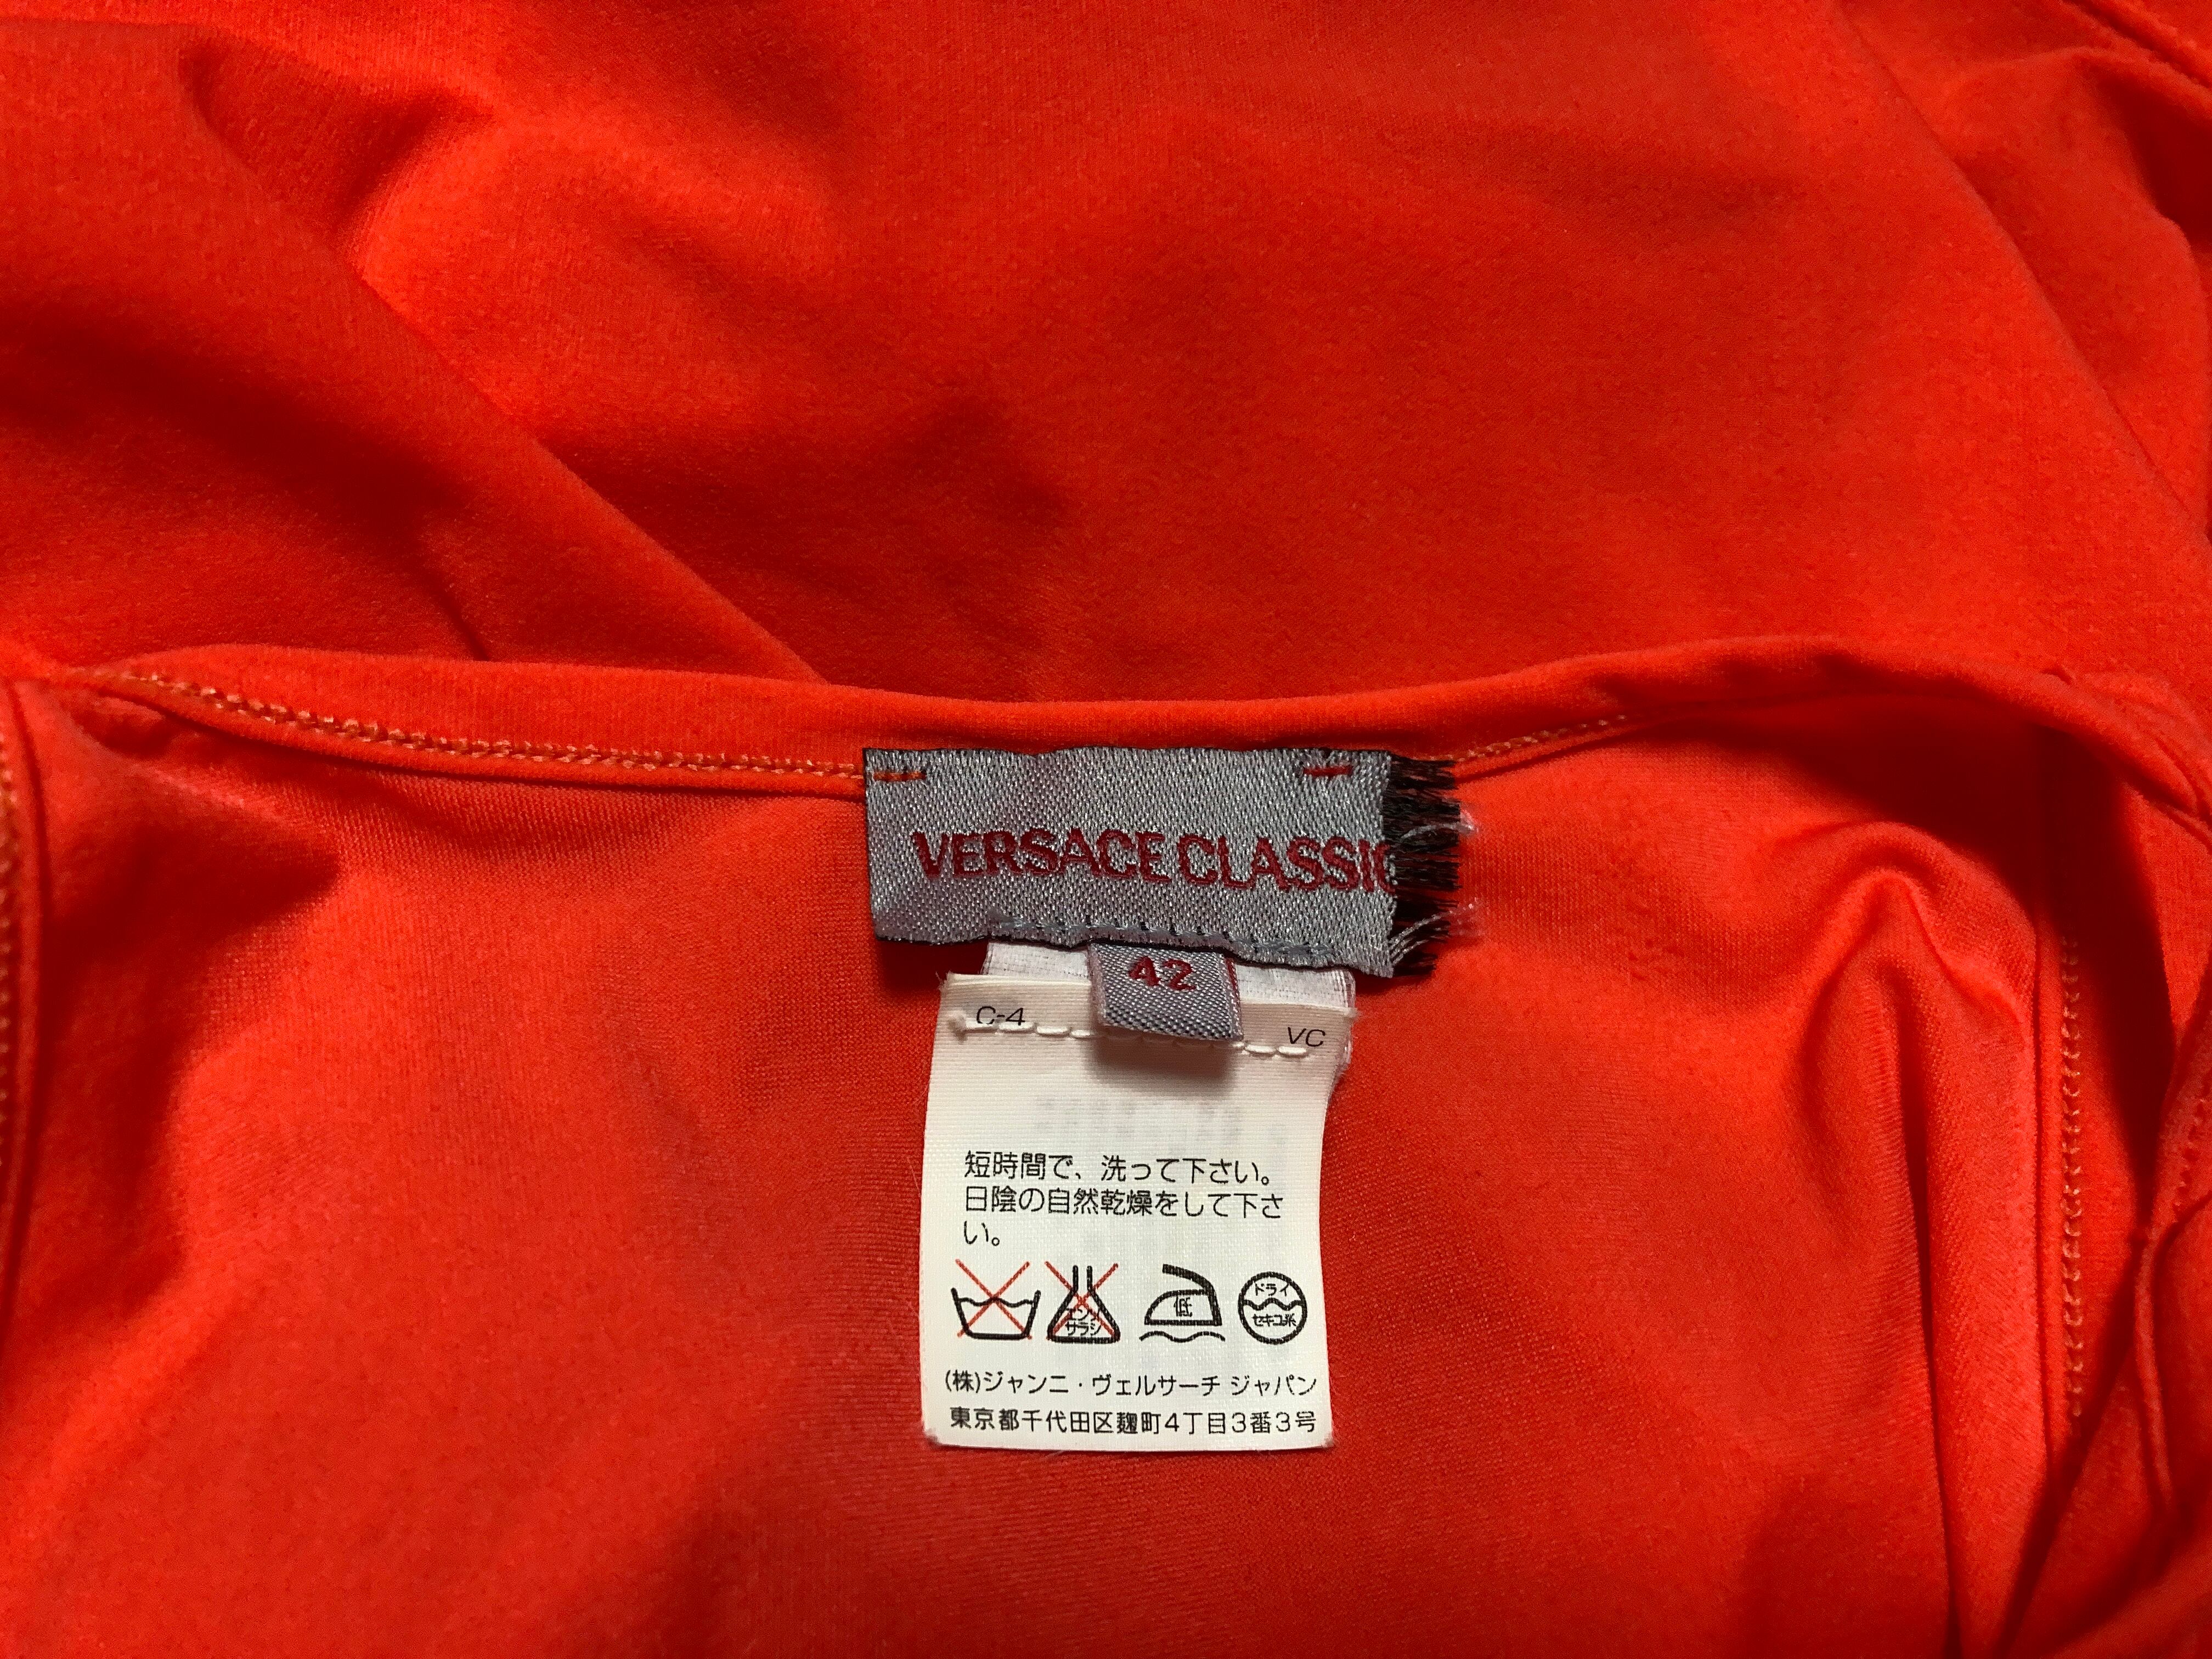 VERSACE CLASSIC
42
C-4
VC
短時間で、洗って下さい。
日陰の自然乾燥をして下さ
い。
エンソ
サラシ
低
ドライ
セキユ系
(株)ジャンニ・ヴェルサーチ ジャパン
東京都千代田区麹町4丁目3番3号